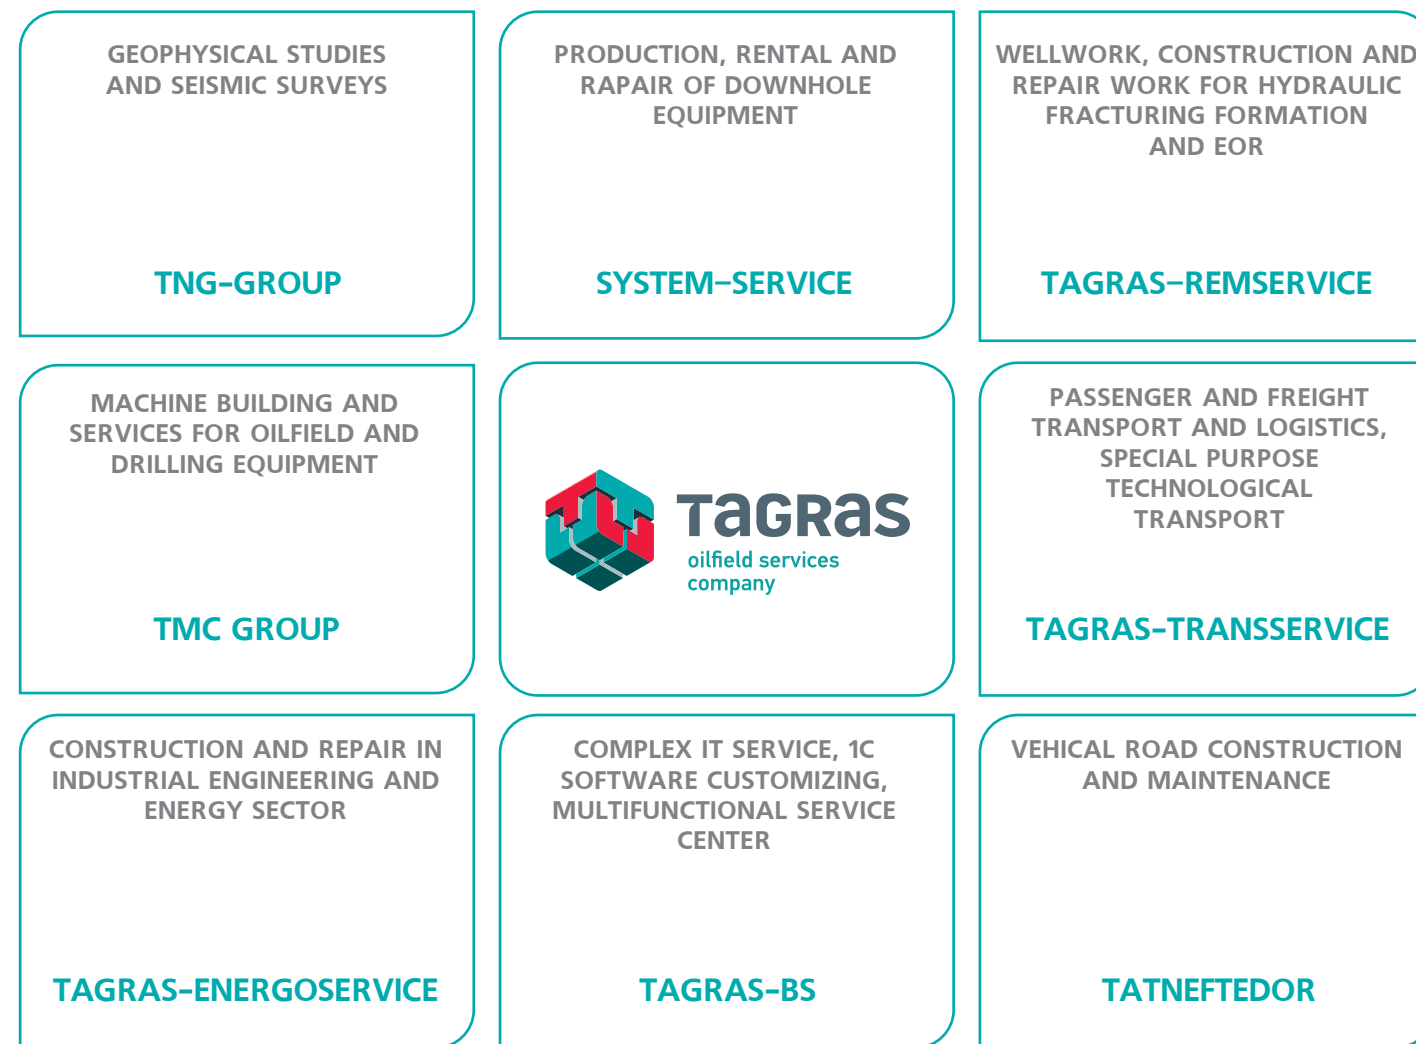 GEOPHYSICAL STUDIES
AND SEISMIC SURVEYS
TNG-GROUP
PRODUCTION, RENTAL AND
RAPAIR OF DOWNHOLE
EQUIPMENT
SYSTEM-SERVICE
WELLWORK, CONSTRUCTION AND
REPAIR WORK FOR HYDRAULIC
FRACTURING FORMATION
AND EOR
TAGRAS-REMSERVICE
MACHINE BUILDING AND
SERVICES FOR OILFIELD AND
DRILLING EQUIPMENT
TMC GROUP
TaGRaS
oilfield services
company
PASSENGER AND FREIGHT
TRANSPORT AND LOGISTICS,
SPECIAL PURPOSE
TECHNOLOGICAL
TRANSPORT
TAGRAS-TRANSSERVICE
CONSTRUCTION AND REPAIR IN
INDUSTRIAL ENGINEERING AND
ENERGY SECTOR
TAGRAS-ENERGOSERVICE
COMPLEX IT SERVICE, 1C
SOFTWARE CUSTOMIZING,
MULTIFUNCTIONAL SERVICE
CENTER
TAGRAS-BS
VEHICAL ROAD CONSTRUCTION
AND MAINTENANCE
TATNEFTEDOR